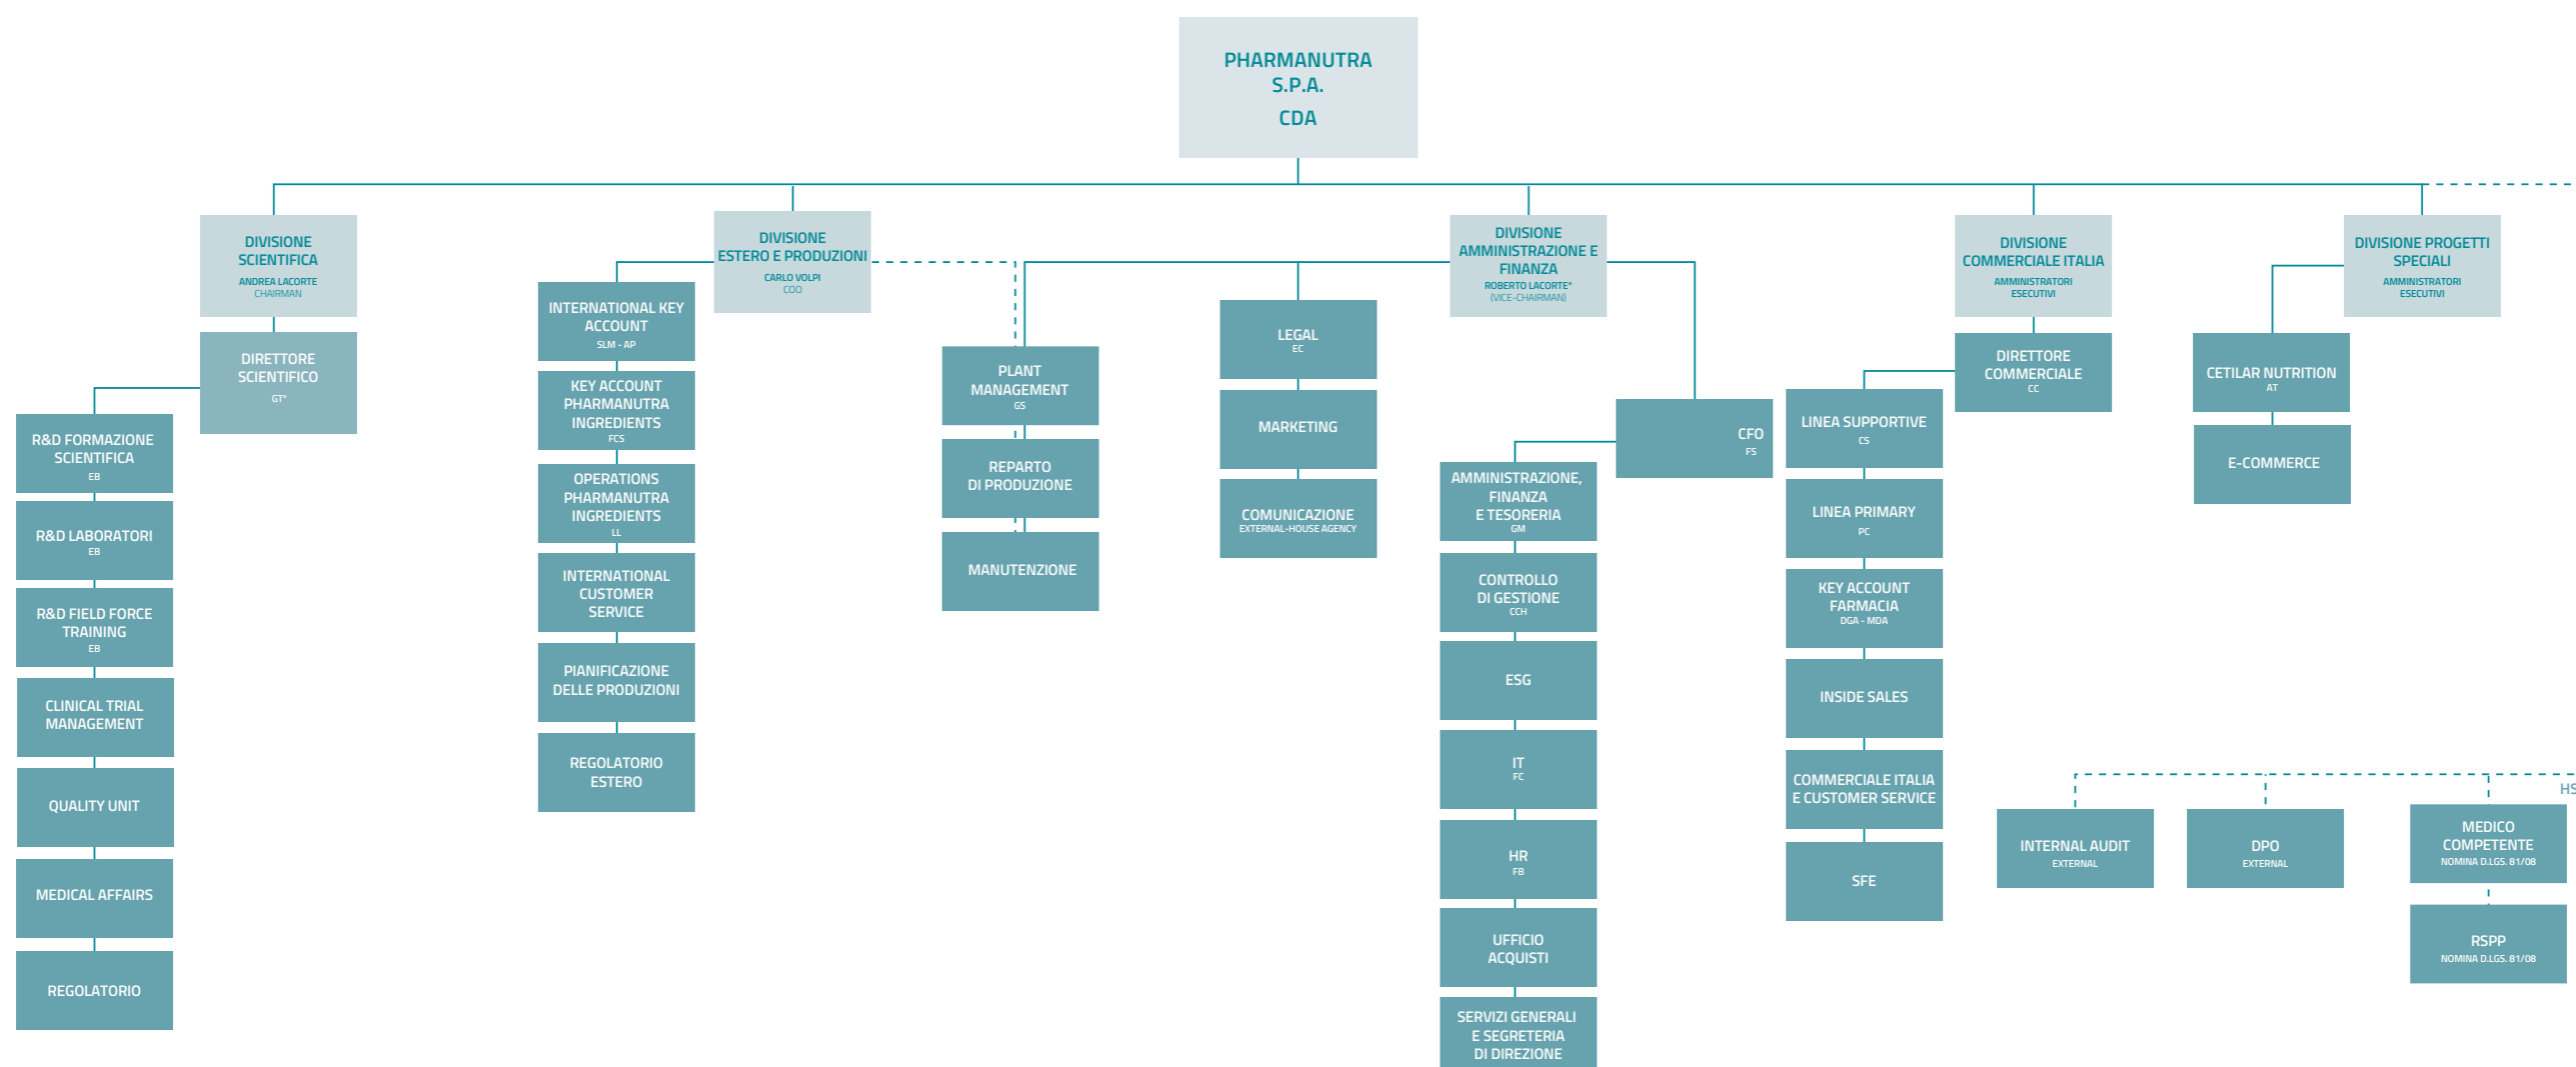 PHARMANUTRA
S.P.A.
CDA
DIVISIONE
SCIENTIFICA
ANDREA LACORTE
CHAIRMAN
DIRETTORE
SCIENTIFICO
GT*
R&D FORMAZIONE
SCIENTIFICA
EB
R&D LABORATORI
EB
R&D FIELD FORCE
TRAINING
EB
CLINICAL TRIAL
MANAGEMENT
QUALITY UNIT
MEDICAL AFFAIRS
REGOLATORIO
DIVISIONE
ESTERO E PRODUZIONI
CARLO VOLPI
COO
INTERNATIONAL KEY
ACCOUNT
SLM - AP
KEY ACCOUNT
PHARMANUTRA
INGREDIENTS
FCS
OPERATIONS
PHARMANUTRA
INGREDIENTS
LL
INTERNATIONAL
CUSTOMER
SERVICE
PIANIFICAZIONE
DELLE PRODUZIONI
REGOLATORIO
ESTERO
PLANT
MANAGEMENT
GS
REPARTO
DI PRODUZIONE
MANUTENZIONE
DIVISIONE
AMMINISTRAZIONE E
FINANZA
ROBERTO LACORTE*
(VICE-CHAIRMAN)
LEGAL
EC
MARKETING
COMUNICAZIONE
EXTERNAL-HOUSE AGENCY
CFO
FS
AMMINISTRAZIONE,
FINANZA
E TESORERIA
GM
CONTROLLO
DI GESTIONE
CCH
ESG
IT
FC
HR
FB
UFFICIO
ACQUISTI
SERVIZI GENERALI
E SEGRETERIA
DI DIREZIONE
DIVISIONE
COMMERCIALE ITALIA
AMMINISTRATORI
ESECUTIVI
DIRETTORE
COMMERCIALE
CC
LINEA SUPPORTIVE
CS
LINEA PRIMARY
PC
KEY ACCOUNT
FARMACIA
DGA - MDA
INSIDE SALES
COMMERCIALE ITALIA
E CUSTOMER SERVICE
SFE
DIVISIONE PROGETTI
SPECIALI
AMMINISTRATORI
ESECUTIVI
CETILAR NUTRITION
AT
E-COMMERCE
INTERNAL AUDIT
EXTERNAL
DPO
EXTERNAL
MEDICO
COMPETENTE
NOMINA D.LGS. 81/08
RSPP
NOMINA D.LGS. 81/08